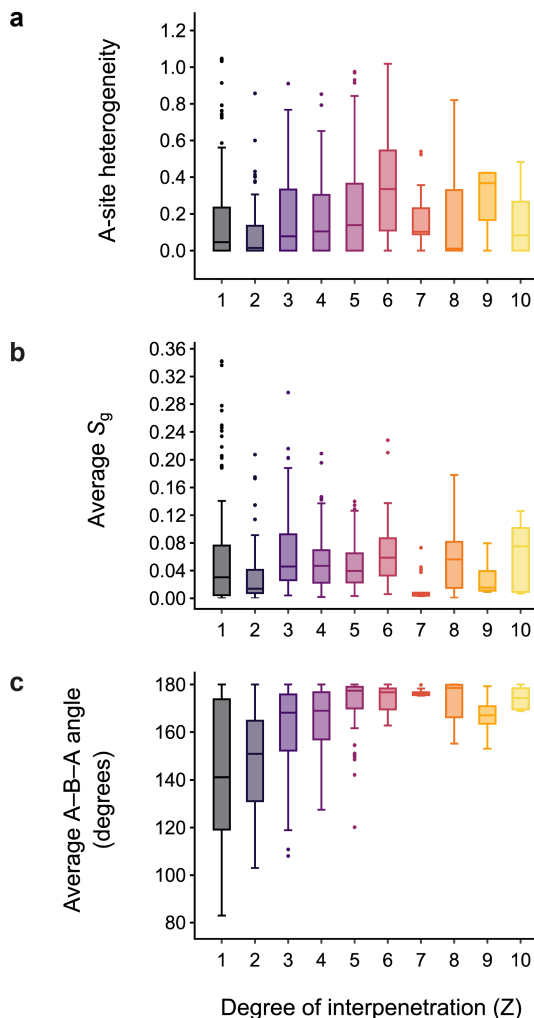 a
A-site heterogeneity
1.2
1.0
0.8
0.6
0.4
0.2
0.0
1 2 3 4 5 6 7 8 9 10
b
Average Sg
0.36
0.32
0.28
0.24
0.20
0.16
0.12
0.08
0.04
0.00
1 2 3 4 5 6 7 8 9 10
c
Average A–B–A angle
(degrees)
180
160
140
120
100
80
1 2 3 4 5 6 7 8 9 10
Degree of interpenetration (Z)